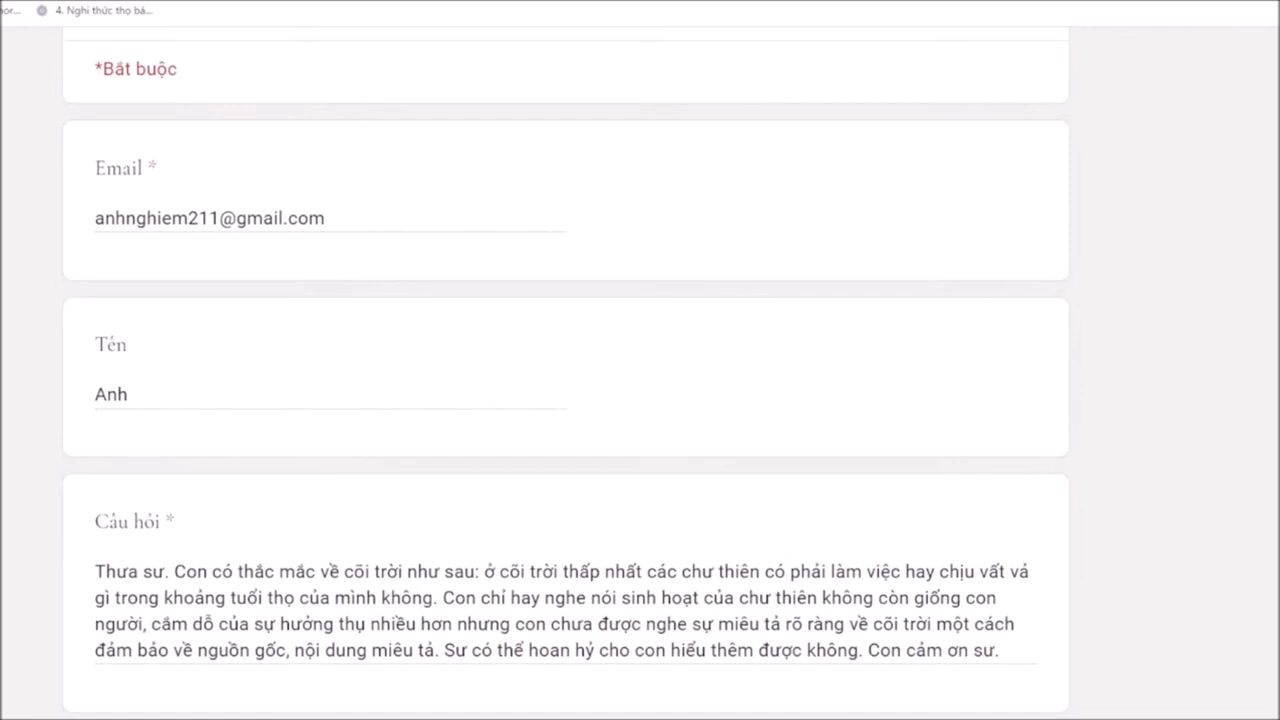 4. Nghi thức thọ bá...
*Bắt buộc
Email *
anhnghiem211@gmail.com
Tên
Anh
Câu hỏi *
Thưa sư. Con có thắc mắc về cõi trời như sau: ở cõi trời thấp nhất các chư thiên có phải làm việc hay chịu vất vả
gì trong khoảng tuổi thọ của mình không. Con chỉ hay nghe nói sinh hoạt của chư thiên không còn giống con
người, cám dỗ của sự hưởng thụ nhiều hơn nhưng con chưa được nghe sự miêu tả rõ ràng về cõi trời một cách
đảm bảo về nguồn gốc, nội dung miêu tả. Sư có thể hoan hỷ cho con hiểu thêm được không. Con cảm ơn sư.